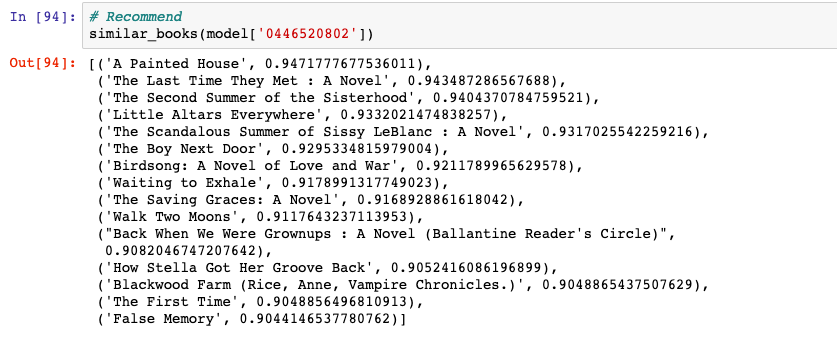 In [94]: # Recommend
similar_books(model['0446520802'])
Out[94]: [('A Painted House', 0.9471777677536011),
('The Last Time They Met : A Novel', 0.943487286567688),
('The Second Summer of the Sisterhood', 0.9404370784759521),
('Little Altars Everywhere', 0.9332021474838257),
('The Scandalous Summer of Sissy LeBlanc : A Novel', 0.9317025542259216),
('The Boy Next Door', 0.9295334815979004),
('Birdsong: A Novel of Love and War', 0.9211789965629578),
('Waiting to Exhale', 0.9178991317749023),
('The Saving Graces: A Novel', 0.9168928861618042),
('Walk Two Moons', 0.9117643237113953),
("Back When We Were Grownups : A Novel (Ballantine Reader's Circle)",
0.9082046747207642),
('How Stella Got Her Groove Back', 0.9052416086196899),
('Blackwood Farm (Rice, Anne, Vampire Chronicles.)', 0.9048865437507629),
('The First Time', 0.9048856496810913),
('False Memory', 0.9044146537780762)]